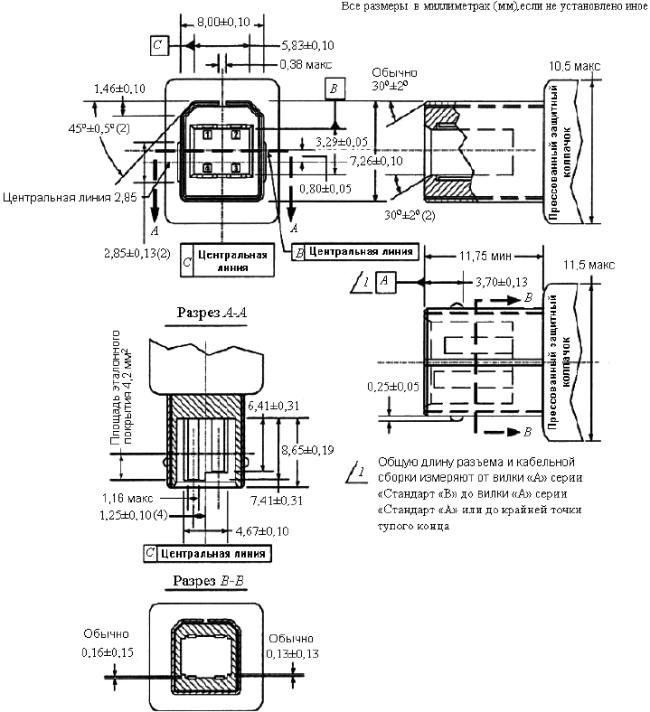 Все размеры в миллиметрах (мм),если не установлено иное
8,00±0,10
C
5,83±0,10
0,38 макс
1,46±0,10
B
Обычно
30°±2°
10,5 макс
45°±0,5°(2)
1
2
3,29±0,05
7,26±0,10
4
3
Центральная линия 2,85
0,80±0,05
30°±2°(2)
Прессованный защитный
колпачок
A
A
2,85±0,13(2)
C
Центральная
линия
B
Центральная линия
11,75 мин
11,5 макс
1
A
3,70±0,13
B
Разрез A-A
Площадь эталонного
покрытия 4,2 мм²
6,41±0,31
0,25±0,05
Прессованный защитный
колпачок
8,65±0,19
B
1,16 макс
7,41±0,31
1,25±0,10(4)
4,67±0,10
C
Центральная линия
1
Общую длину разъема и кабельной
сборки измеряют от вилки «А» серии
«Стандарт «В» до вилки «А» серии
«Стандарт «А» или до крайней точки
тупого конца
Разрез B-B
Обычно
0,16±0,15
Обычно
0,13±0,13